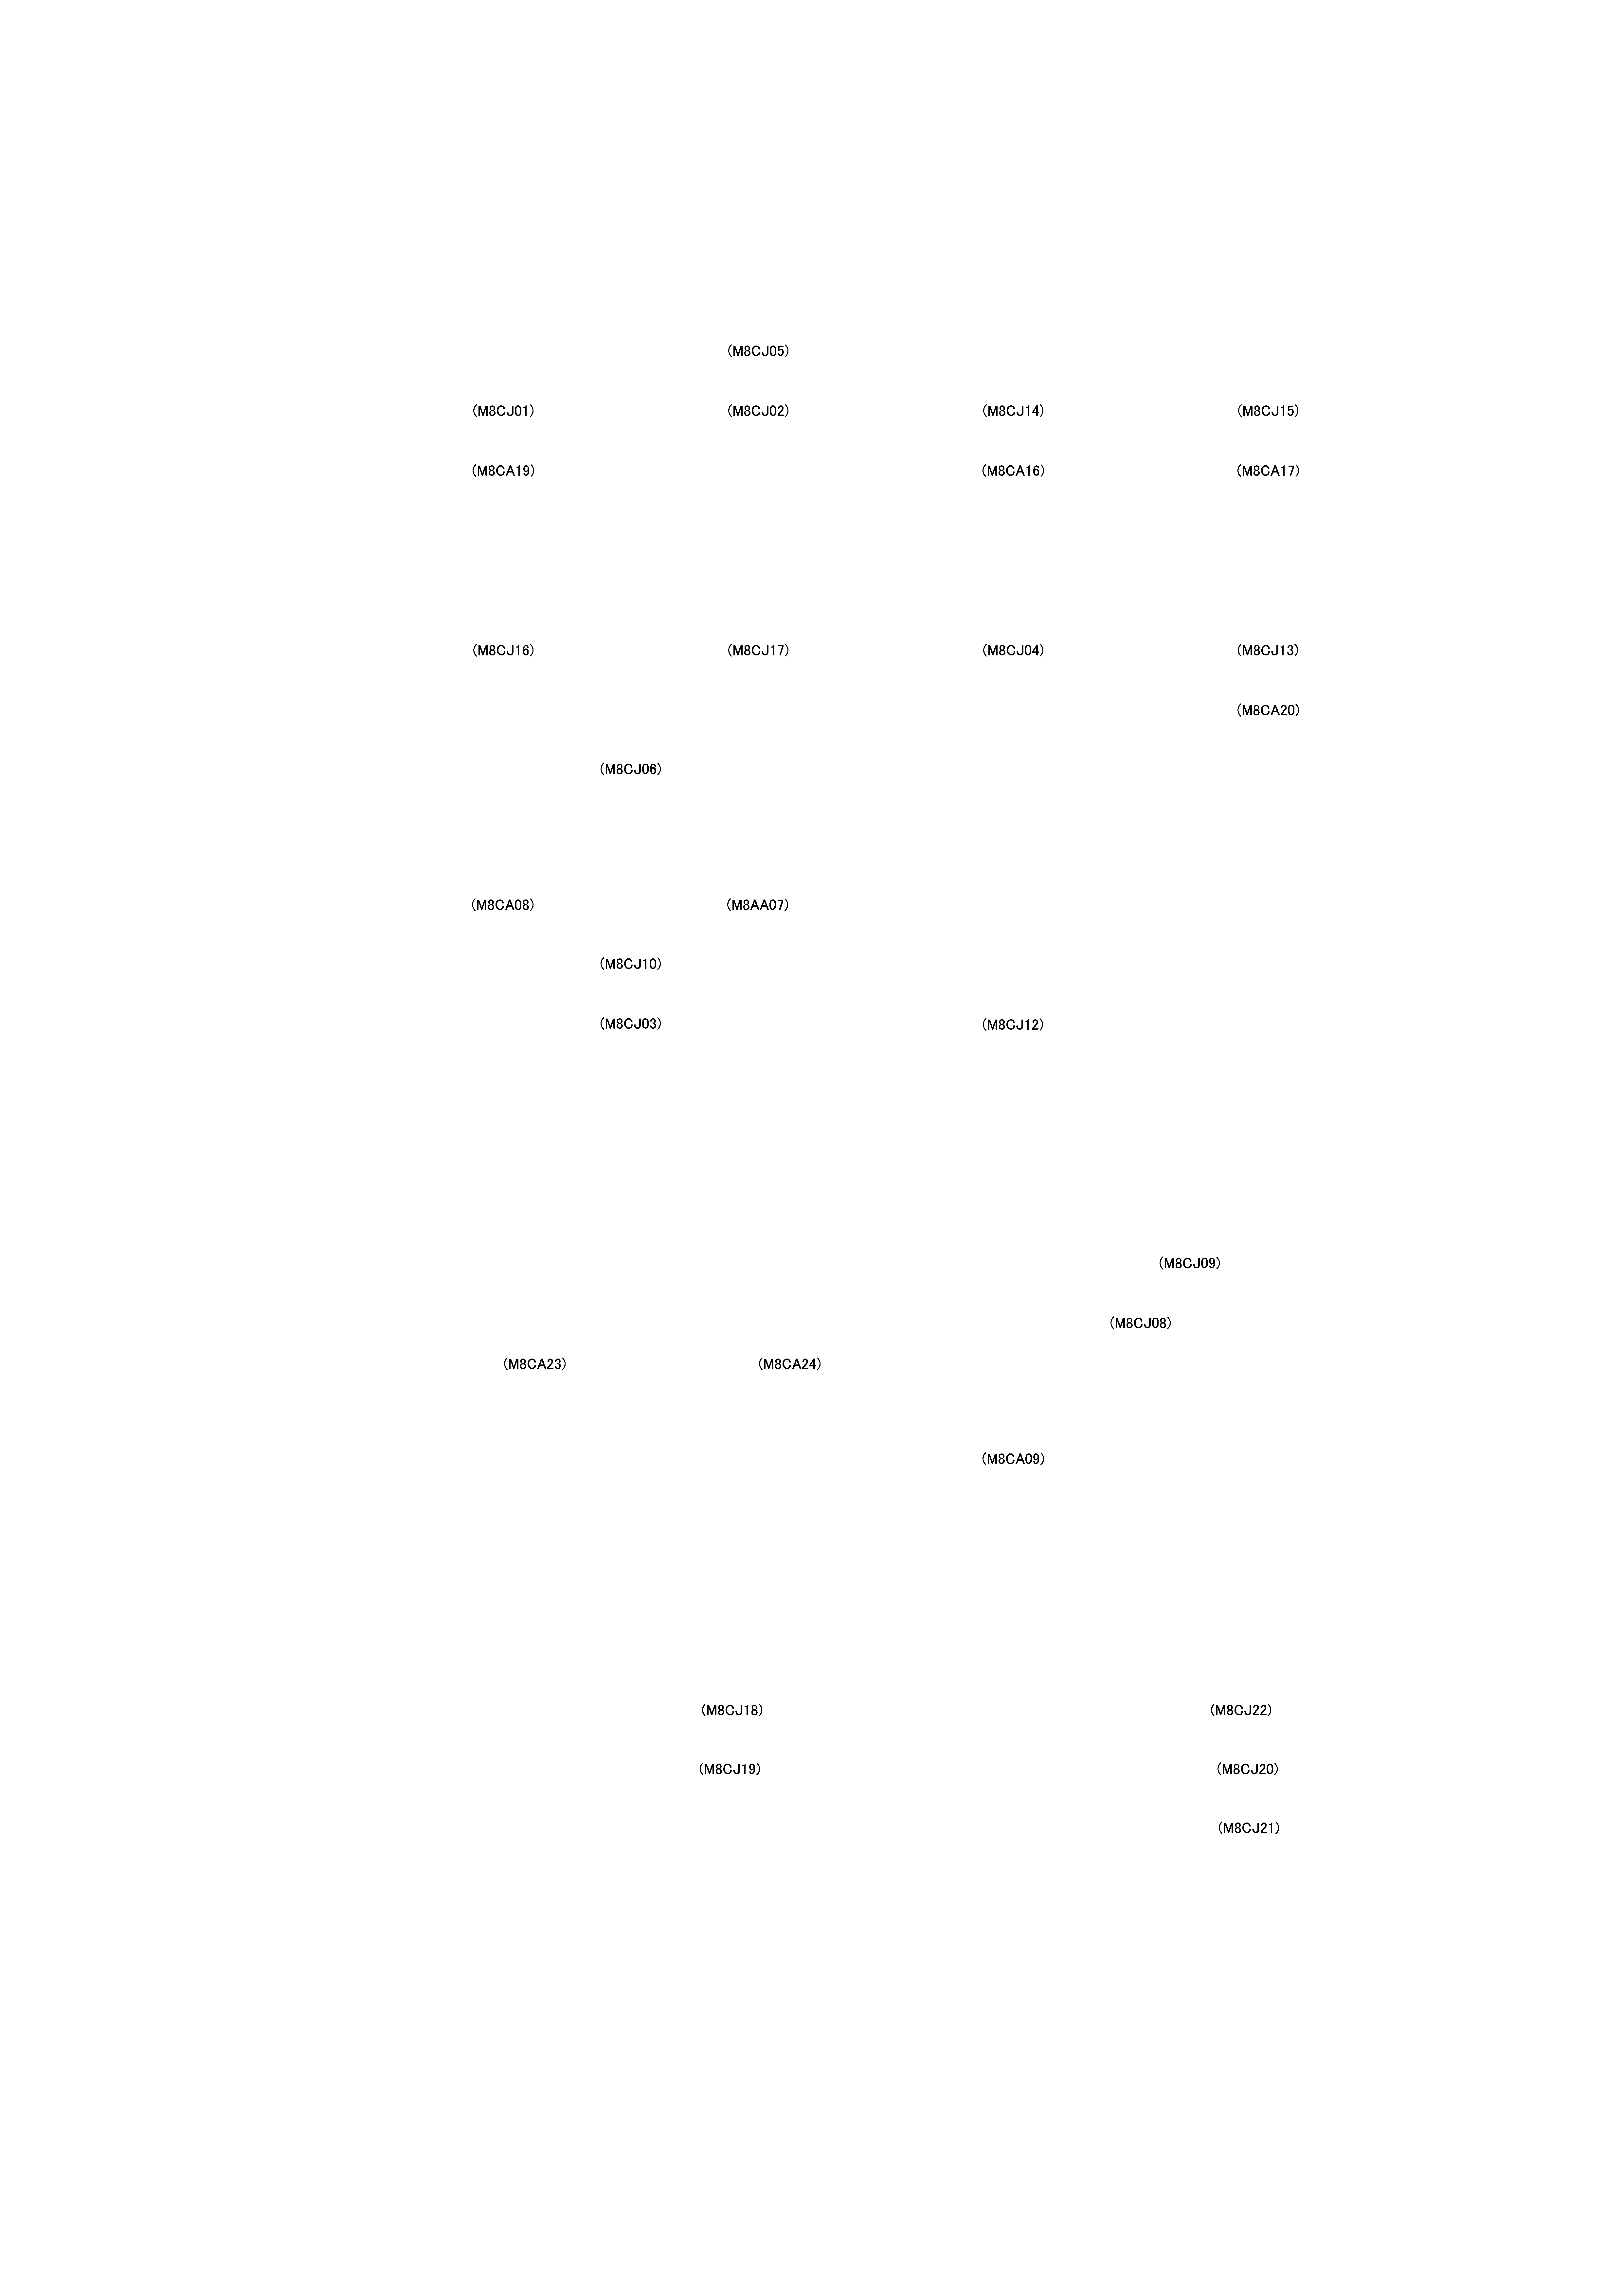 (M8CJ05)
(M8CJ01) (M8CJ02) (M8CJ14) (M8CJ15)
(M8CA19) (M8CA16) (M8CA17)
(M8CJ16) (M8CJ17) (M8CJ04) (M8CJ13)
(M8CA20)
(M8CJ06)
(M8CA08) (M8AA07)
(M8CJ10)
(M8CJ03) (M8CJ12)
(M8CJ09)
(M8CJ08)
(M8CA23) (M8CA24)
(M8CA09)
(M8CJ18) (M8CJ22)
(M8CJ19) (M8CJ20)
(M8CJ21)